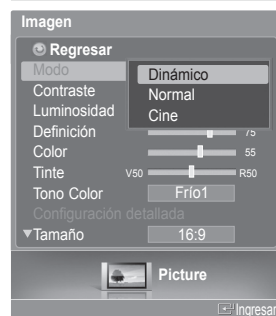 Imagen
Regresar
Modo
Dinámico
Contraste
Normal
Luminosidad
Cine
Definición 75
Color 55
Tinte V50 R50
Tono Color Frío1
Configuración detallada
▼Tamaño 16:9
Picture
Ingresar